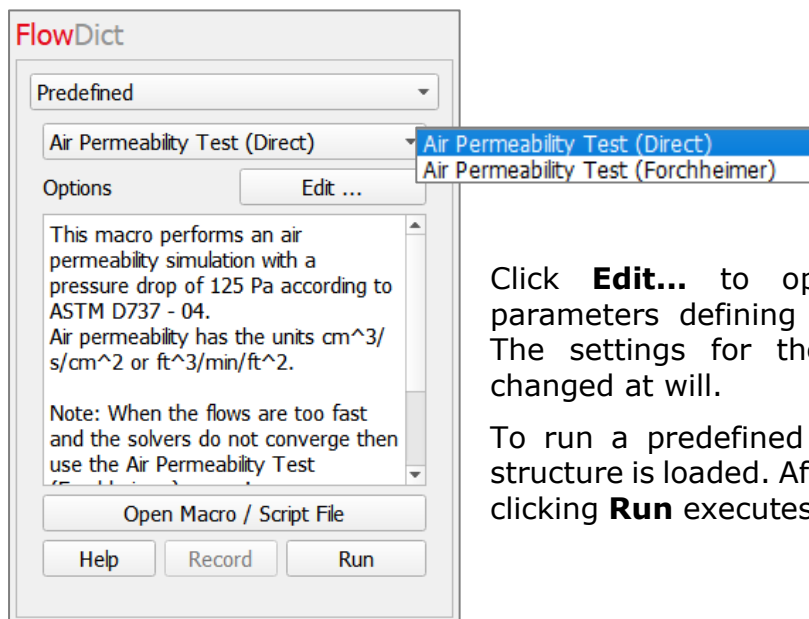 FlowDict
Predefined
Air Permeability Test (Direct)
Air Permeability Test (Direct)
Air Permeability Test (Forchheimer)
Options
Edit ...
This macro performs an air
permeability simulation with a
pressure drop of 125 Pa according to
ASTM D737 - 04.
Air permeability has the units cm^3/
s/cm^2 or ft^3/min/ft^2.
Note: When the flows are too fast
and the solvers do not converge then
use the Air Permeability Test
Open Macro / Script File
Help
Record
Run
Click Edit... to
parameters defining
The settings for
changed at will.
To run a predefined
structure is loaded.
clicking Run executes